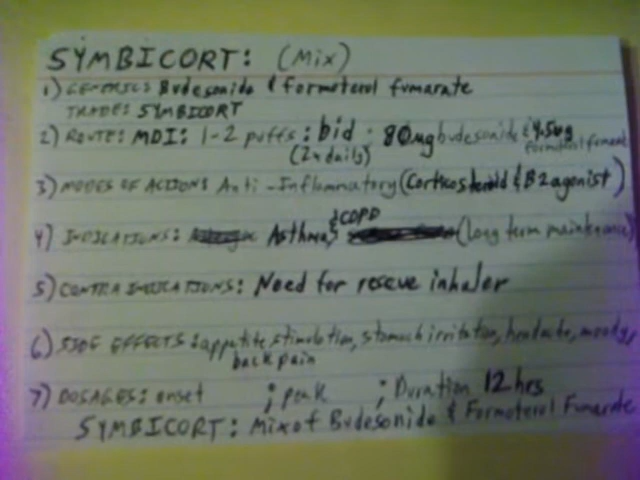 SYMBICORT: (Mix)
1) GENERIC: Budesonide & Formoterol fumarate
TRADE: SYMBICORT
2) ROUTE: MDI: 1-2 puffs: bid. 80ug budesonide & 4.5ug
(2x daily) formoterol fumarate
3) MODES OF ACTION: Anti-Inflammatory (Corticosteroid & B2 agonist)
& COPD
4) INDICATIONS: Asthma (long term maintenance)
5) CONTRAINDICATIONS: Need for rescue inhaler
6) SIDE EFFECTS: appetite stimulation, stomach irritation, headache, moody,
back pain
7) DOSAGES: onset ; peak ; Duration 12 hrs
SYMBICORT: Mix of Budesonide & Formoterol Fumarate